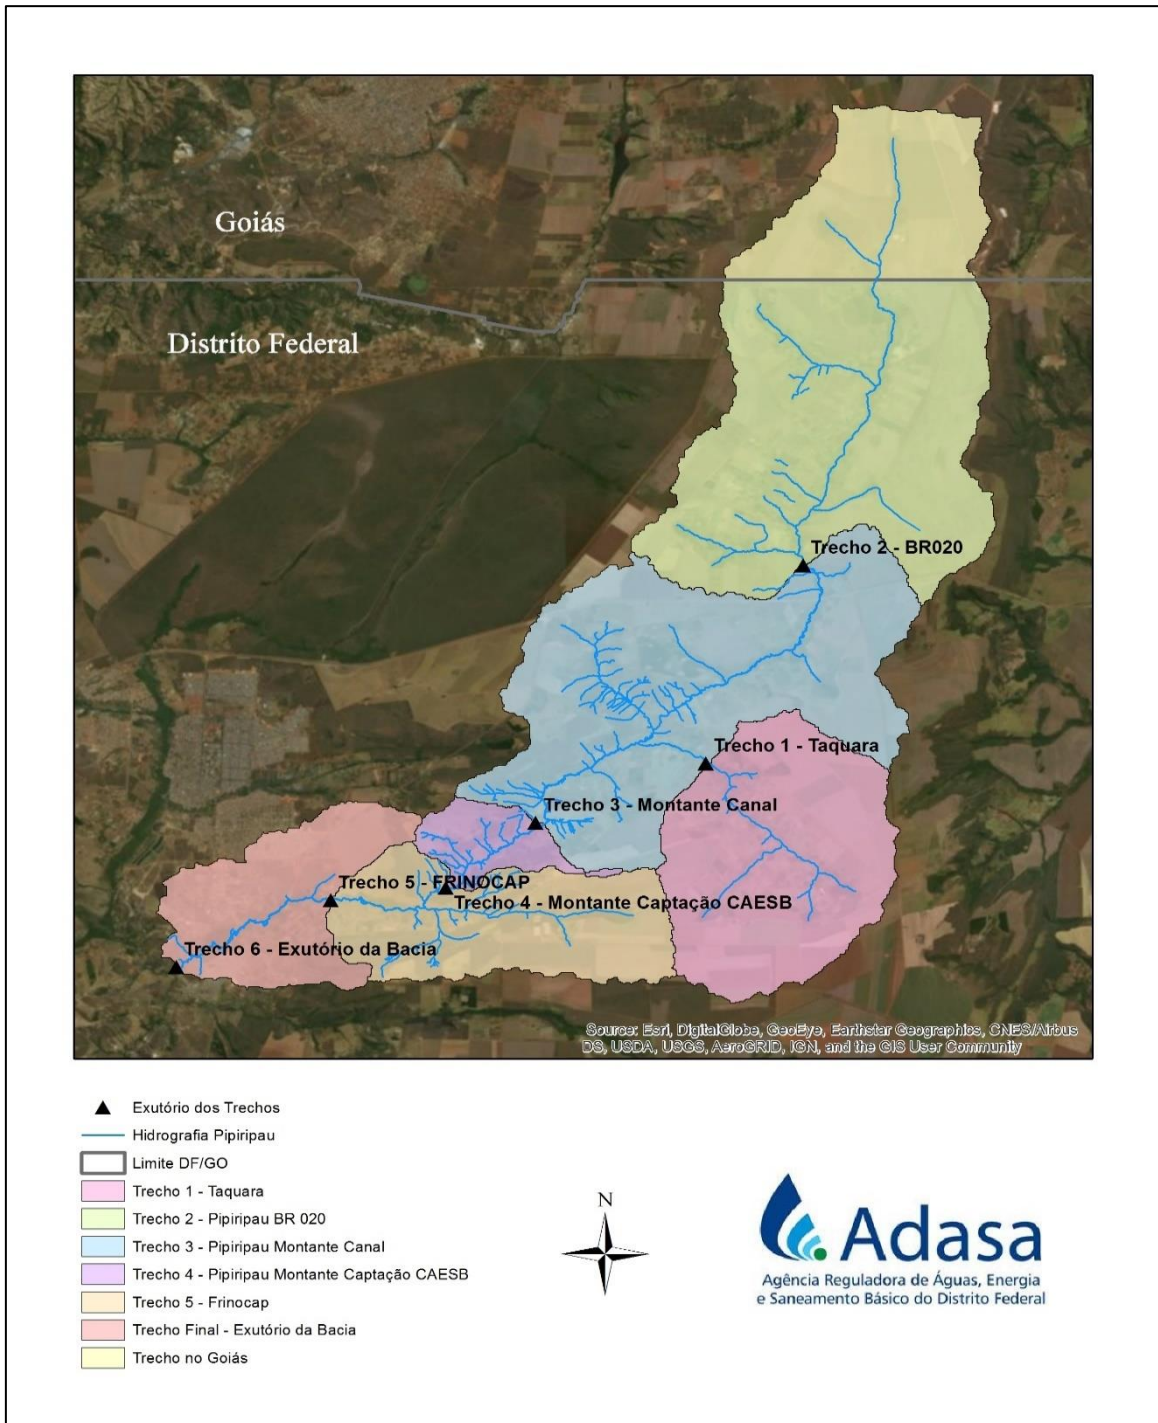 Goiás
Distrito Federal
Trecho 2 - BR020
Trecho 1 - Taquara
Trecho 3 - Montante Canal
Trecho 5 - FRINOCAP
Trecho 4 - Montante Captação CAESB
Trecho 6 - Exutório da Bacia
Source: Esri, DigitalGlobe, GeoEye, Earthstar Geographics, CNES/Airbus
DS, USDA, USGS, AeroGRID, IGN, and the GIS User Community
Exutório dos Trechos
Hidrografia Pipiripau
Limite DF/GO
Trecho 1 - Taquara
Trecho 2 - Pipiripau BR 020
Trecho 3 - Pipiripau Montante Canal
Trecho 4 - Pipiripau Montante Captação CAESB
Trecho 5 - Frinocap
Trecho Final - Exutório da Bacia
Trecho no Goiás
N
Adasa
Agência Reguladora de Águas, Energia
e Saneamento Básico do Distrito Federal